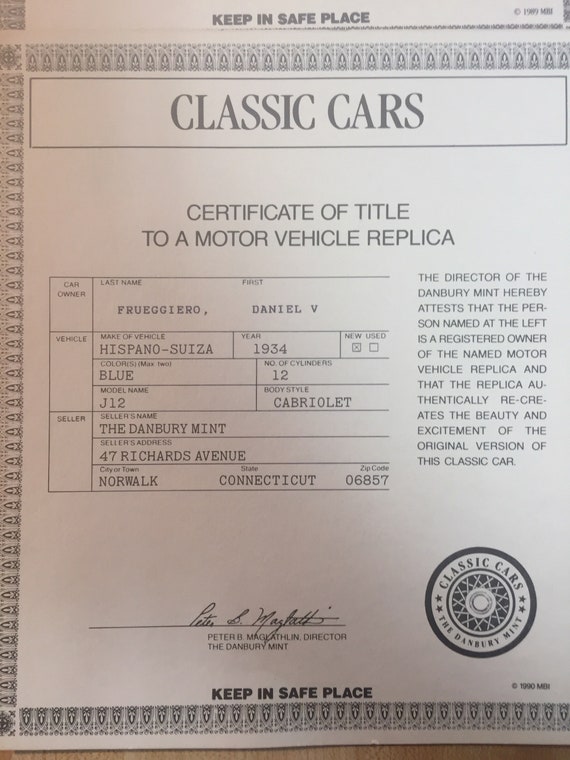 KEEP IN SAFE PLACE
© 1989 MBI
CLASSIC CARS
CERTIFICATE OF TITLE
TO A MOTOR VEHICLE REPLICA
CAR OWNER
LAST NAME FIRST
FRUEGGIERO, DANIEL V
VEHICLE
MAKE OF VEHICLE YEAR NEW USED
HISPANO-SUIZA 1934 ☒ ☐
COLOR(S) (Max two) NO. OF CYLINDERS
BLUE 12
MODEL NAME BODY STYLE
J12 CABRIOLET
SELLER
SELLER'S NAME
THE DANBURY MINT
SELLER'S ADDRESS
47 RICHARDS AVENUE
City or Town State Zip Code
NORWALK CONNECTICUT 06857
THE DIRECTOR OF THE
DANBURY MINT HEREBY
ATTESTS THAT THE PER-
SON NAMED AT THE LEFT
IS A REGISTERED OWNER
OF THE NAMED MOTOR
VEHICLE REPLICA AND
THAT THE REPLICA AU-
THENTICALLY RE-CRE-
ATES THE BEAUTY AND
EXCITEMENT OF THE
ORIGINAL VERSION OF
THIS CLASSIC CAR.
Peter B. Maglathlin
PETER B. MAGLATHLIN, DIRECTOR
THE DANBURY MINT
CLASSIC CARS
THE DANBURY MINT
KEEP IN SAFE PLACE
© 1990 MBI